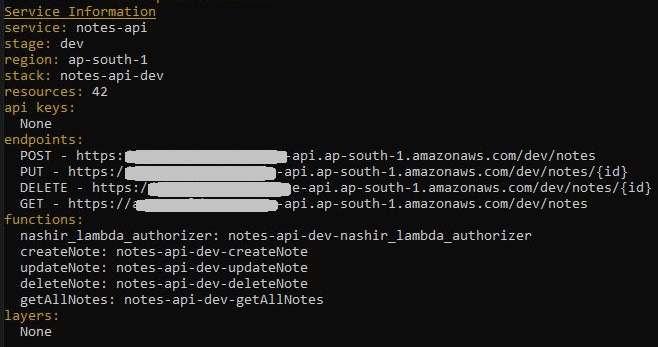 Service Information
service: notes-api
stage: dev
region: ap-south-1
stack: notes-api-dev
resources: 42
api keys:
  None
endpoints:
  POST - https: -api.ap-south-1.amazonaws.com/dev/notes
  PUT - https:/ -api.ap-south-1.amazonaws.com/dev/notes/{id}
  DELETE - https:/ e-api.ap-south-1.amazonaws.com/dev/notes/{id}
  GET - https:// -api.ap-south-1.amazonaws.com/dev/notes
functions:
  nashir_lambda_authorizer: notes-api-dev-nashir_lambda_authorizer
  createNote: notes-api-dev-createNote
  updateNote: notes-api-dev-updateNote
  deleteNote: notes-api-dev-deleteNote
  getAllNotes: notes-api-dev-getAllNotes
layers:
  None